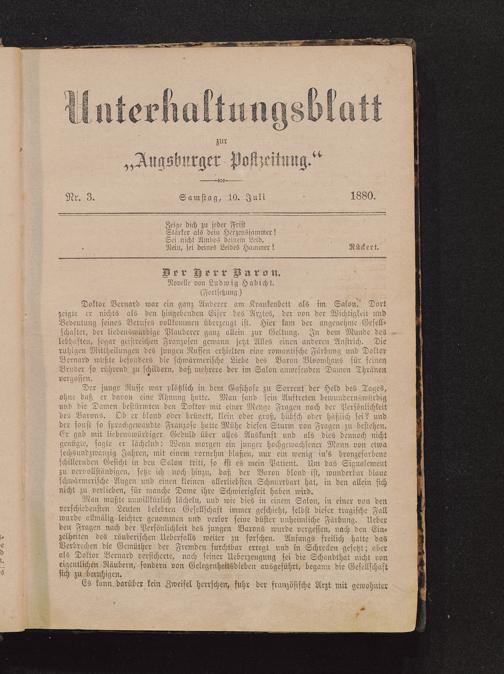 Unterhaltungsblatt
zur
„Augsburger Postzeitung.“
Nr. 3. Samstag, 10. Juli 1880.
Zeige dich zu jeder Frist
Stärker als dein Herzensjammer!
Sei nicht Ambos deinem Leid,
Nein, sei deines Leides Hammer! Rückert.
Der Herr Baron.
Novelle von Ludwig Habicht.
(Fortsetzung.)
Doktor Bernard war ein ganz Anderer am Krankenbett als im Salon. Dort
zeigte er nichts als den hingebenden Eifer des Arztes, der von der Wichtigkeit und
Bedeutung seines Berufes vollkommen überzeugt ist. Hier kam der angenehme Gesell-
schafter, der liebenswürdige Plauderer ganz allein zur Geltung. In dem Munde des
lebhaften, sogar geistreichen Franzosen gewann jetzt Alles einen anderen Anstrich. Die
ruhigen Mittheilungen des jungen Russen erhielten eine romantische Färbung und Doktor
Bernard wußte besonders die schwärmerische Liebe des Baron Blomhaus für seinen
Bruder so rührend zu schildern, daß mehrere der im Salon anwesenden Damen Thränen
vergossen.
Der junge Russe war plötzlich in dem Gasthofe zu Sorrent der Held des Tages,
ohne daß er davon eine Ahnung hatte. Man fand sein Auftreten bewundernswürdig
und die Damen bestürmten den Doktor mit einer Menge Fragen nach der Persönlichkeit
des Barons. Ob er blond oder brünett, klein oder groß, hübsch oder häßlich sei? und
der sonst so sprachgewandte Franzose hatte Mühe diesen Sturm von Fragen zu bestehen.
Er gab mit liebenswürdiger Geduld über alles Auskunft und als dies dennoch nicht
genügte, sagte er lächelnd: Wenn morgen ein junger hochgewachsener Mann von etwa
sechsundzwanzig Jahren, mit einem vornehm blassen, nur ein wenig in's bronzefarbene
schillernden Gesicht in den Salon tritt, so ist es mein Patient. Um das Signalement
zu vervollständigen, setze ich noch hinzu, daß der Baron blond ist, wunderbar blaue
schwärmerische Augen und einen kleinen allerliebsten Schnurrbart hat, in den allein sich
nicht zu verlieben, für manche Dame ihre Schwierigkeit haben wird.
Man mußte unwillkürlich lächeln, und wie dies in einem Salon, in einer von den
verschiedensten Leuten belebten Gesellschaft immer geschieht, selbst dieser tragische Fall
wurde allmälig leichter genommen und verlor seine düster unheimliche Färbung. Ueber
den Fragen nach der Persönlichkeit des jungen Barons wurde vergessen, nach den Ein-
zelheiten des räuberischen Ueberfalls weiter zu forschen. Anfangs freilich hatte das
Verbrechen die Gemüther der Fremden furchtbar erregt und in Schrecken gesetzt; aber
als Doktor Bernard versicherte, nach seiner Ueberzeugung sei die Schandthat nicht von
eigentlichen Räubern, sondern von Gelegenheitsdieben ausgeführt, begann die Gesellschaft
sich zu beruhigen.
Es kann darüber kein Zweifel herrschen, fuhr der französische Arzt mit gewohnter